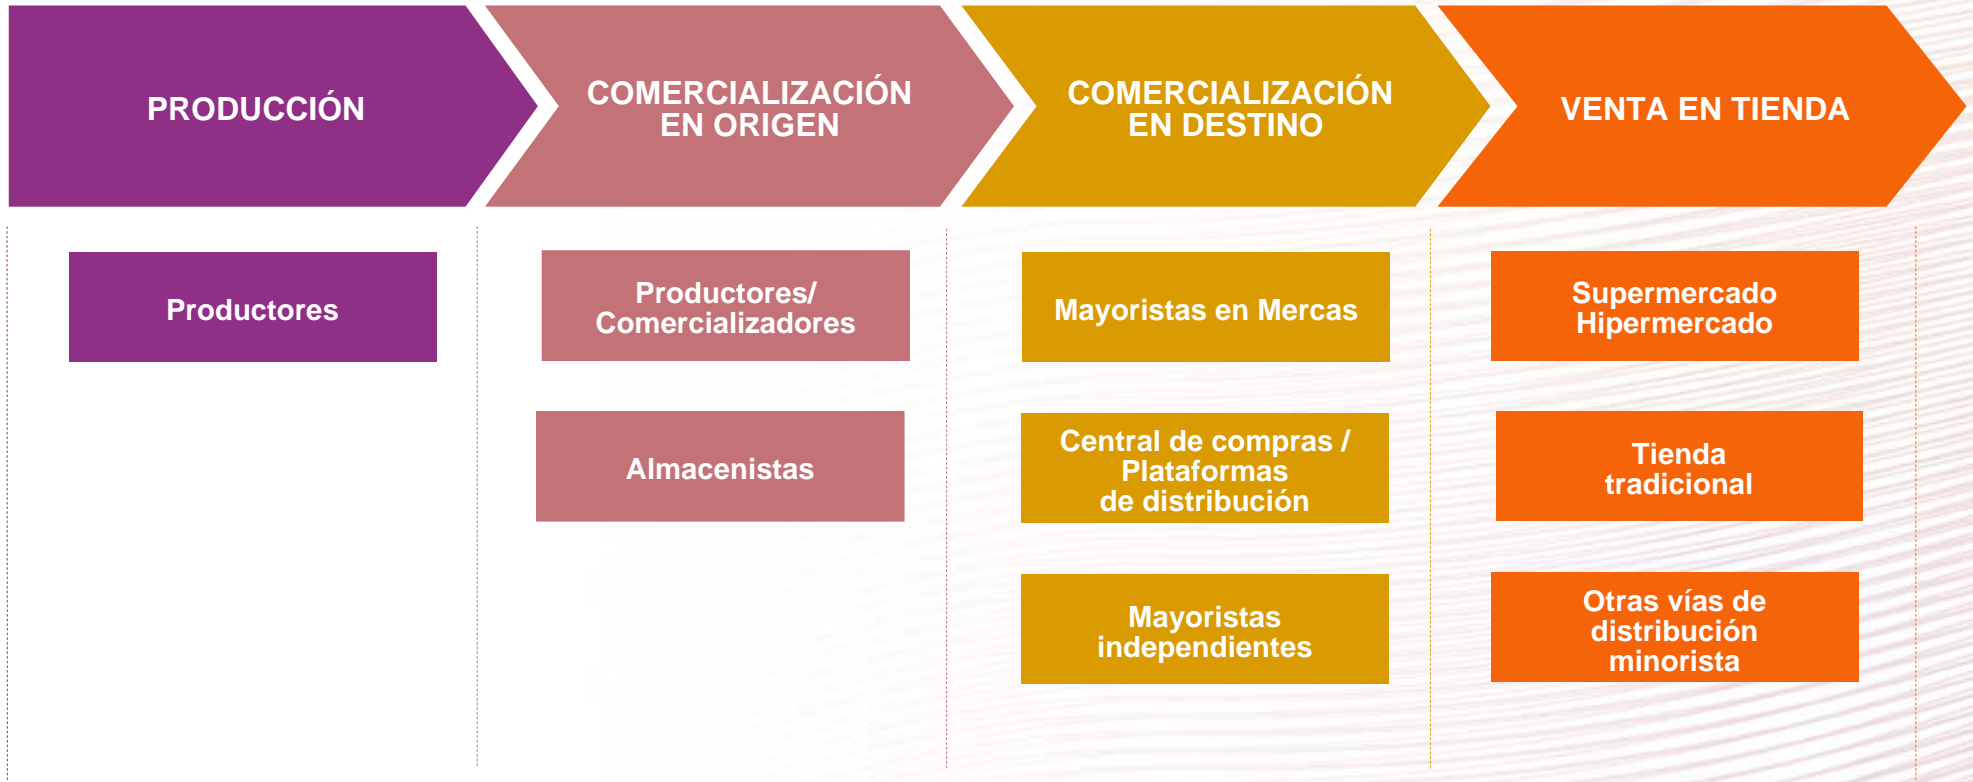 PRODUCCIÓN
COMERCIALIZACIÓN
EN ORIGEN
COMERCIALIZACIÓN
EN DESTINO
VENTA EN TIENDA
Productores
Productores/
Comercializadores
Almacenistas
Mayoristas en Mercas
Central de compras /
Plataformas
de distribución
Mayoristas
independientes
Supermercado
Hipermercado
Tienda
tradicional
Otras vías de
distribución
minorista